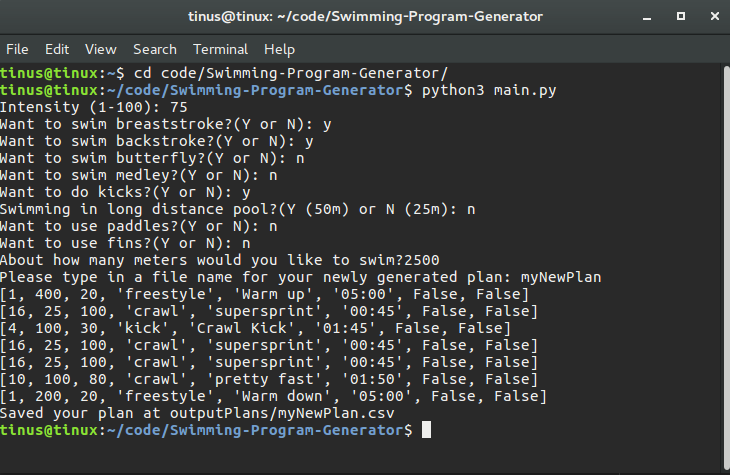 tinus@tinux: ~/code/Swimming-Program-Generator
File Edit View Search Terminal Help
tinus@tinux:~$ cd code/Swimming-Program-Generator/
tinus@tinux:~/code/Swimming-Program-Generator$ python3 main.py
Intensity (1-100): 75
Want to swim breaststroke?(Y or N): y
Want to swim backstroke?(Y or N): y
Want to swim butterfly?(Y or N): n
Want to swim medley?(Y or N): n
Want to do kicks?(Y or N): y
Swimming in long distance pool?(Y (50m) or N (25m): n
Want to use paddles?(Y or N): n
Want to use fins?(Y or N): n
About how many meters would you like to swim?2500
Please type in a file name for your newly generated plan: myNewPlan
[1, 400, 20, 'freestyle', 'Warm up', '05:00', False, False]
[16, 25, 100, 'crawl', 'supersprint', '00:45', False, False]
[4, 100, 30, 'kick', 'Crawl Kick', '01:45', False, False]
[16, 25, 100, 'crawl', 'supersprint', '00:45', False, False]
[16, 25, 100, 'crawl', 'supersprint', '00:45', False, False]
[10, 100, 80, 'crawl', 'pretty fast', '01:50', False, False]
[1, 200, 20, 'freestyle', 'Warm down', '05:00', False, False]
Saved your plan at outputPlans/myNewPlan.csv
tinus@tinux:~/code/Swimming-Program-Generator$